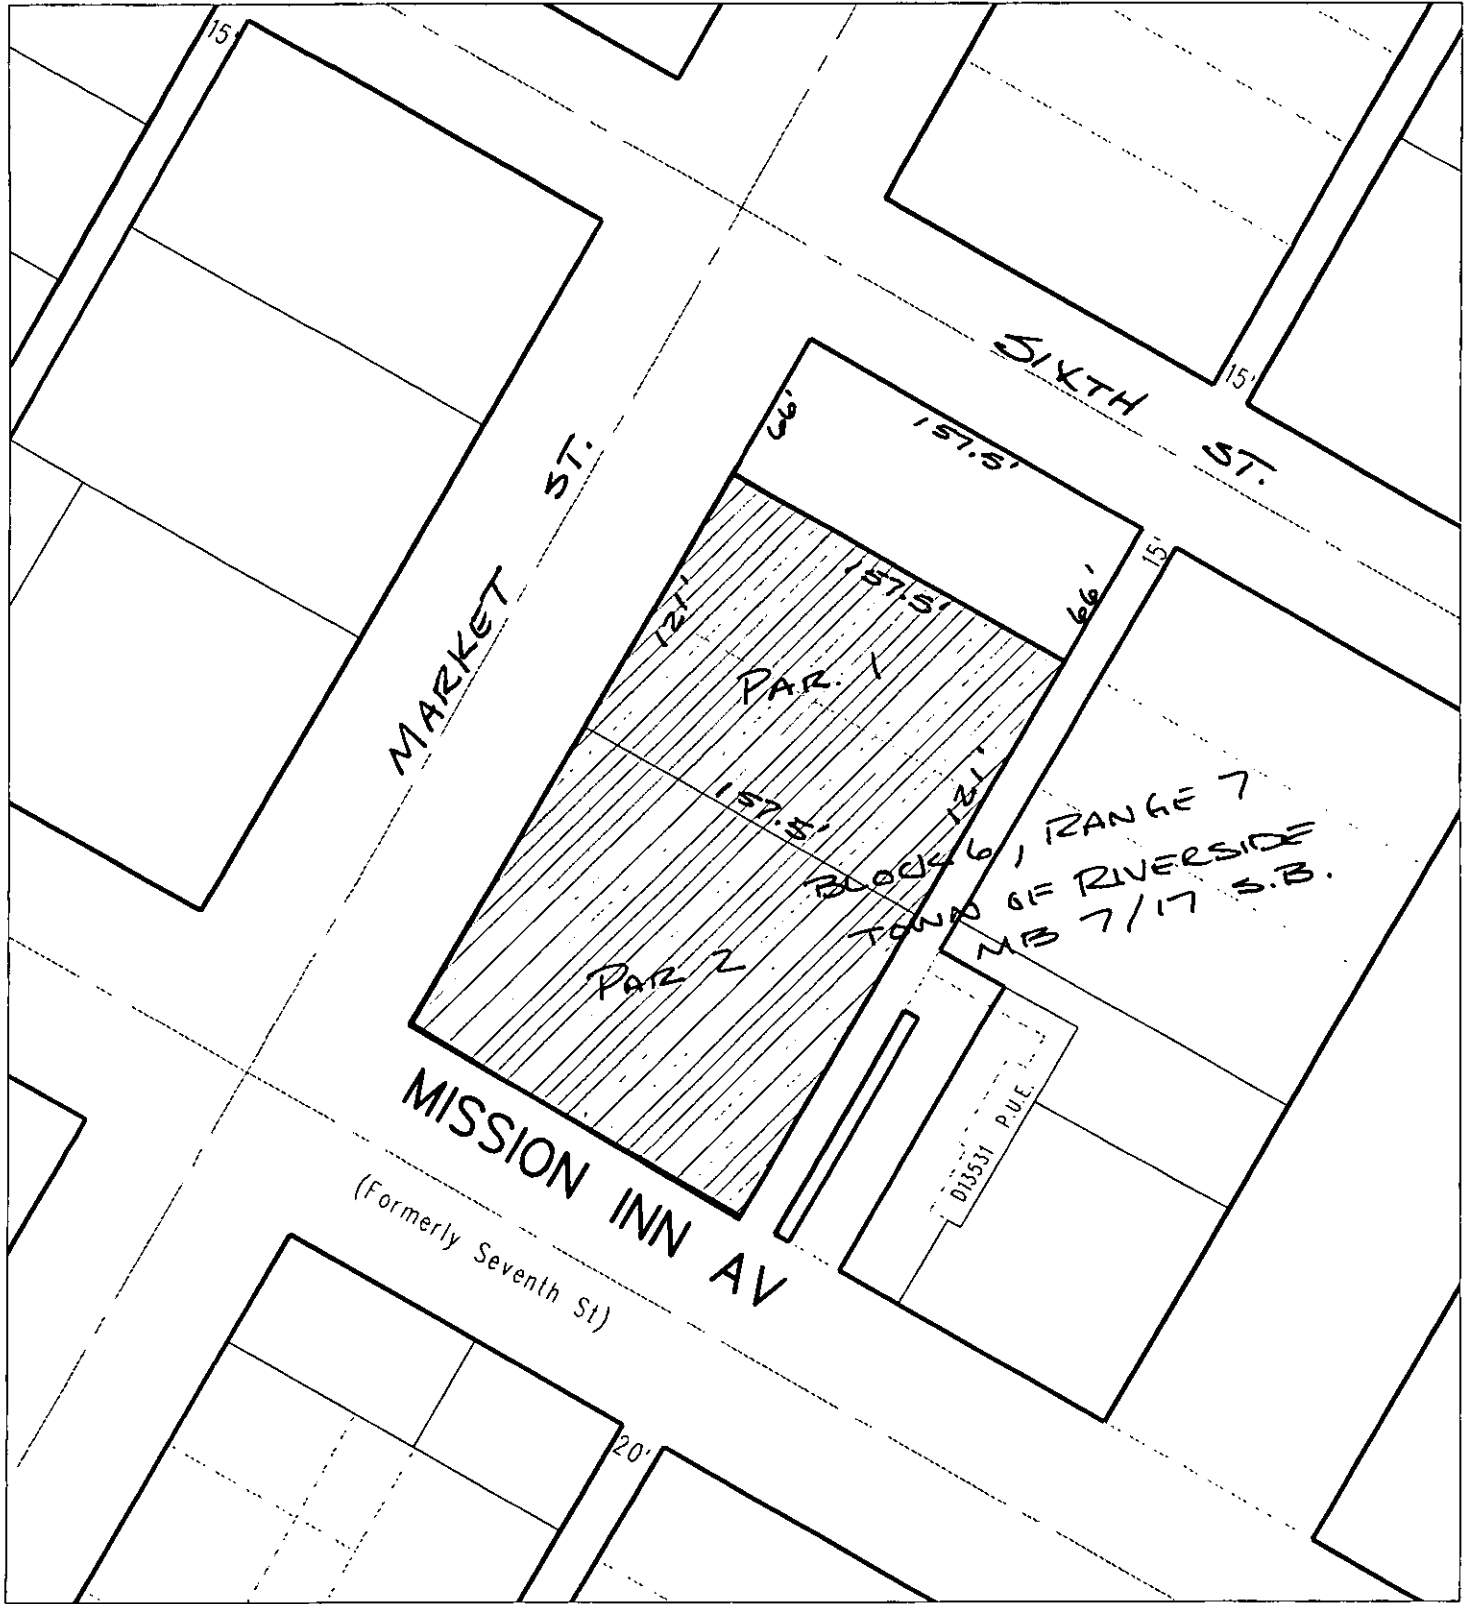 15'
SIXTH ST.
15'
66'
157.5'
MARKET ST.
15'
157.5'
66'
121'
PAR. 1
121'
157.5'
BLOCK 6, RANGE 7
TOWN OF RIVERSIDE
MB 7/17 S.B.
PAR 2
D13531 P.U.E.
MISSION INN AV
(Formerly Seventh St)
20'